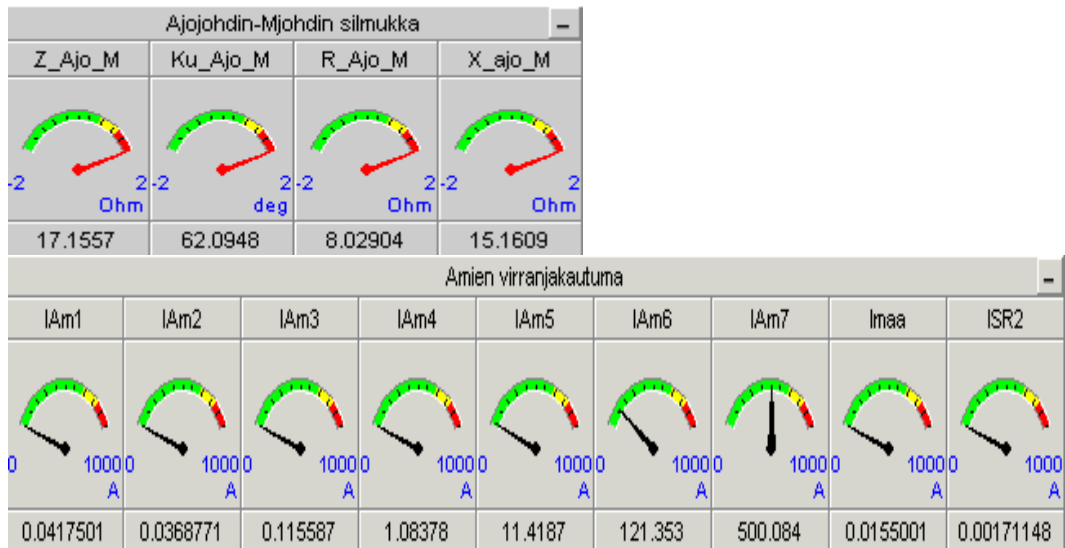 Ajojohdin-Mjohdin silmukka –
Z_Ajo_M Ku_Ajo_M R_Ajo_M X_ajo_M
-2 2 -2 2 -2 2 -2 2
Ohm deg Ohm Ohm
17.1557 62.0948 8.02904 15.1609
Amien virranjakautuma –
IAm1 IAm2 IAm3 IAm4 IAm5 IAm6 IAm7 Imaa ISR2
0 1000 0 1000 0 1000 0 1000 0 1000 0 1000 0 1000 0 1000 0 1000
A A A A A A A A A
0.0417501 0.0368771 0.115587 1.08378 11.4187 121.353 500.084 0.0155001 0.00171148